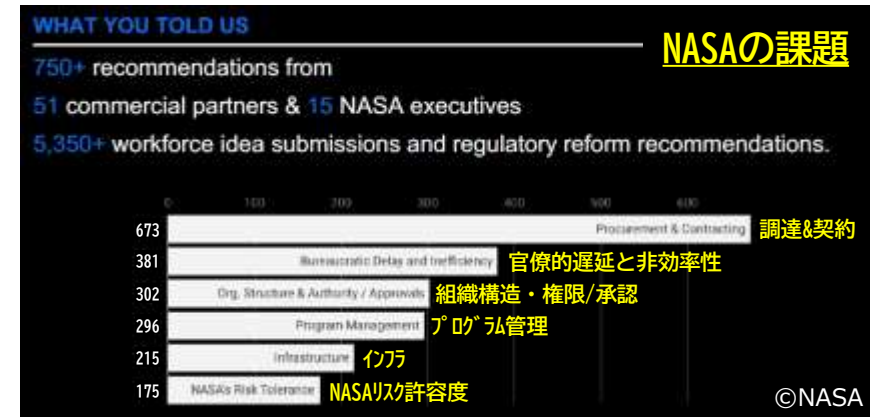 WHAT YOU TOLD US
NASAの課題
750+ recommendations from
51 commercial partners & 15 NASA executives
5,350+ workforce idea submissions and regulatory reform recommendations.
0 100 200 300 400 500 600
673 Procurement & Contracting 調達&契約
381 Bureaucratic Delay and Inefficiency 官僚的遅延と非効率性
302 Org. Structure & Authority / Approvals 組織構造・権限/承認
296 Program Management プログラム管理
215 Infrastructure インフラ
175 NASA's Risk Tolerance NASAリスク許容度
©NASA